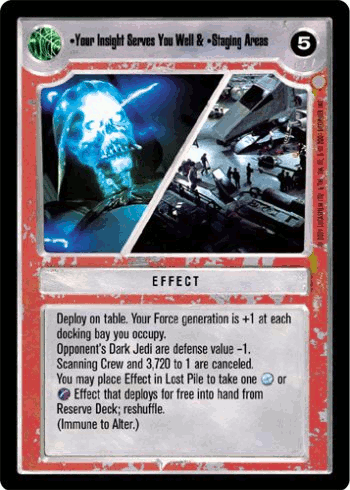 •Your Insight Serves You Well & •Staging Areas
5
EFFECT
Deploy on table. Your Force generation is +1 at each
docking bay you occupy.
Opponent's Dark Jedi are defense value –1.
Scanning Crew and 3,720 to 1 are canceled.
You may place Effect in Lost Pile to take one or
Effect that deploys for free into hand from
Reserve Deck; reshuffle.
(Immune to Alter.)